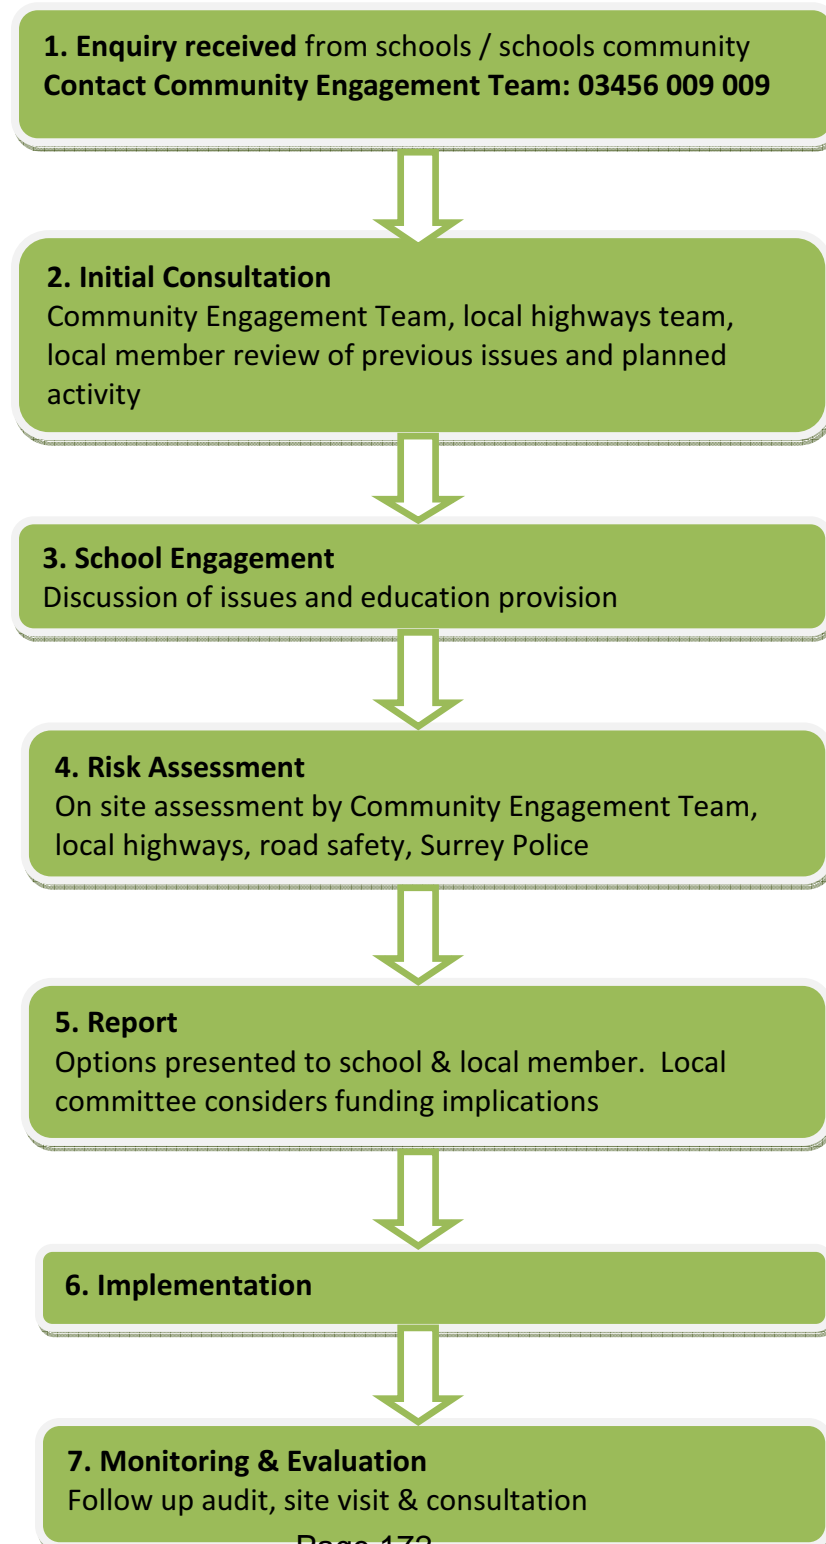 1. Enquiry received from schools / schools community
Contact Community Engagement Team: 03456 009 009
2. Initial Consultation
Community Engagement Team, local highways team,
local member review of previous issues and planned
activity
3. School Engagement
Discussion of issues and education provision
4. Risk Assessment
On site assessment by Community Engagement Team,
local highways, road safety, Surrey Police
5. Report
Options presented to school & local member.  Local
committee considers funding implications
6. Implementation
7. Monitoring & Evaluation
Follow up audit, site visit & consultation
Page